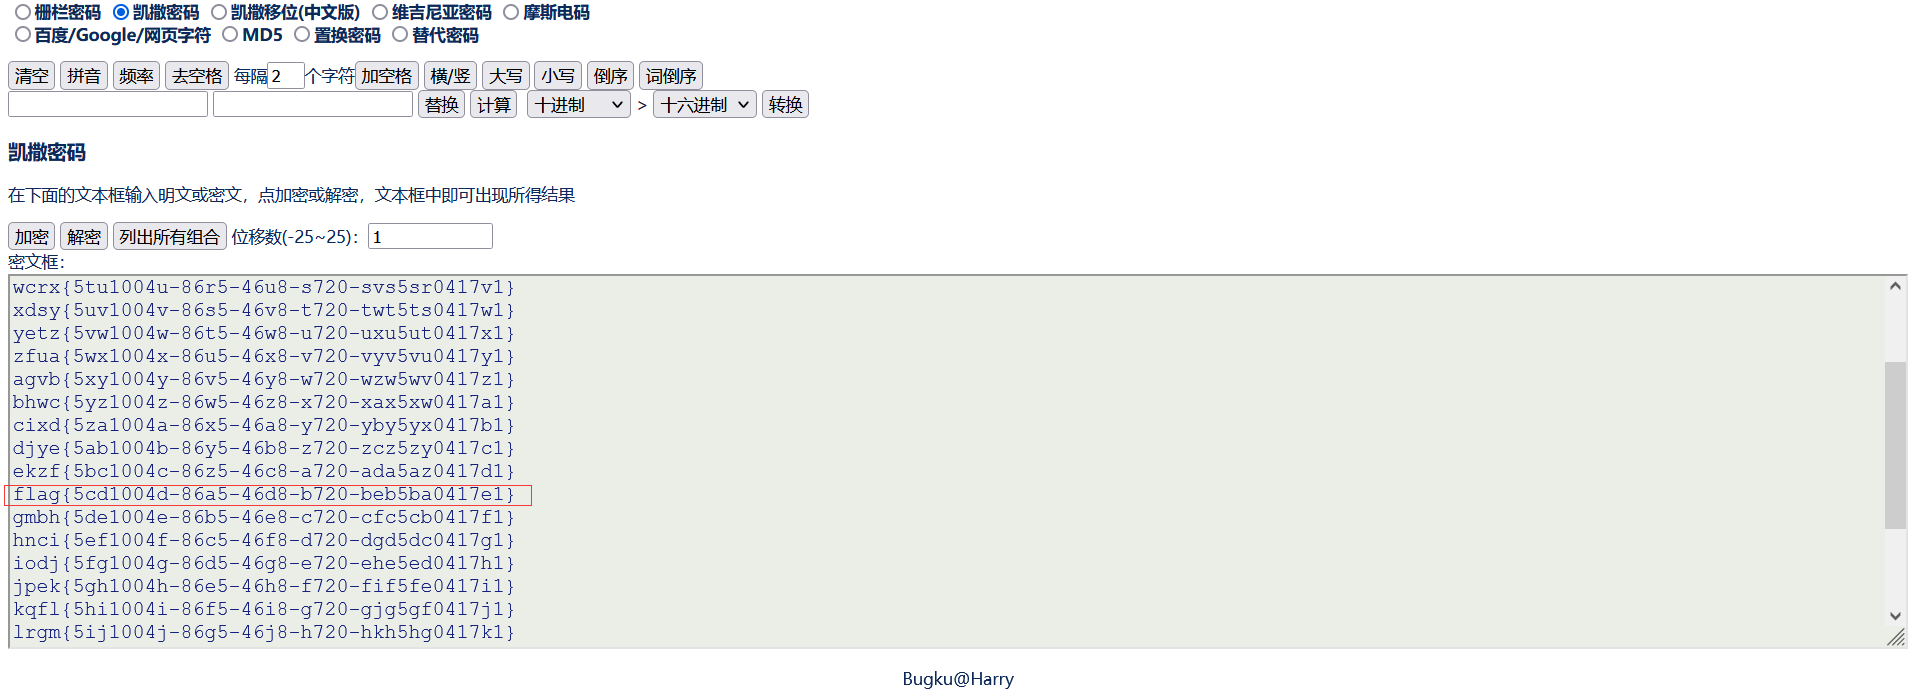 栅栏密码 凯撒密码 凯撒移位(中文版) 维吉尼亚密码 摩斯电码
百度/Google/网页字符 MD5 置换密码 替代密码
清空 拼音 频率 去空格 每隔2个字符加空格 横/竖 大写 小写 倒序 词倒序
替换 计算 十进制 > 十六进制 转换
凯撒密码
在下面的文本框输入明文或密文，点加密或解密，文本框中即可出现所得结果
加密 解密 列出所有组合 位移数(-25~25)：1
密文框：
wcrx{5tu1004u-86r5-46u8-s720-svs5sr0417v1}
xdsy{5uv1004v-86s5-46v8-t720-twt5ts0417w1}
yetz{5vw1004w-86t5-46w8-u720-uxu5ut0417x1}
zfua{5wx1004x-86u5-46x8-v720-vyv5vu0417y1}
agvb{5xy1004y-86v5-46y8-w720-wzw5wv0417z1}
bhwc{5yz1004z-86w5-46z8-x720-xax5xw0417a1}
cixd{5za1004a-86x5-46a8-y720-yby5yx0417b1}
djye{5ab1004b-86y5-46b8-z720-zcz5zy0417c1}
ekzf{5bc1004c-86z5-46c8-a720-ada5az0417d1}
flag{5cd1004d-86a5-46d8-b720-beb5ba0417e1}
gmbh{5de1004e-86b5-46e8-c720-cfc5cb0417f1}
hnci{5ef1004f-86c5-46f8-d720-dgd5dc0417g1}
iodj{5fg1004g-86d5-46g8-e720-ehe5ed0417h1}
jpek{5gh1004h-86e5-46h8-f720-fif5fe0417i1}
kqfl{5hi1004i-86f5-46i8-g720-gjg5gf0417j1}
lrgm{5ij1004j-86g5-46j8-h720-hkh5hg0417k1}
Bugku@Harry